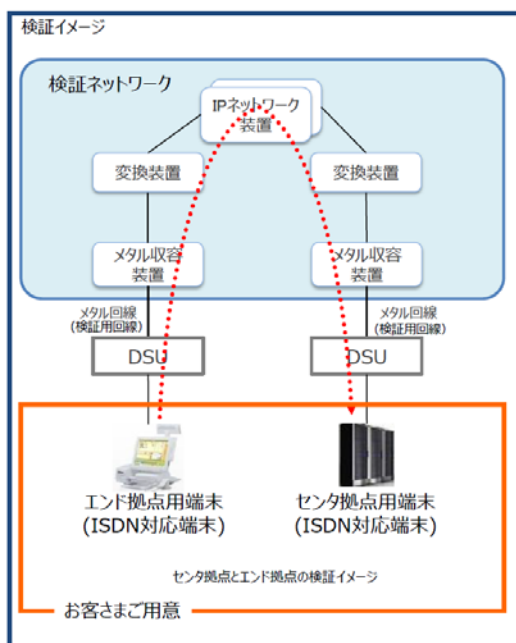 検証イメージ
検証ネットワーク
IPネットワーク
装置
変換装置
変換装置
メタル収容
装置
メタル収容
装置
メタル回線
(検証用回線)
メタル回線
(検証用回線)
DSU
DSU
エンド拠点用端末
(ISDN対応端末)
センタ拠点用端末
(ISDN対応端末)
センタ拠点とエンド拠点の検証イメージ
お客さまご用意